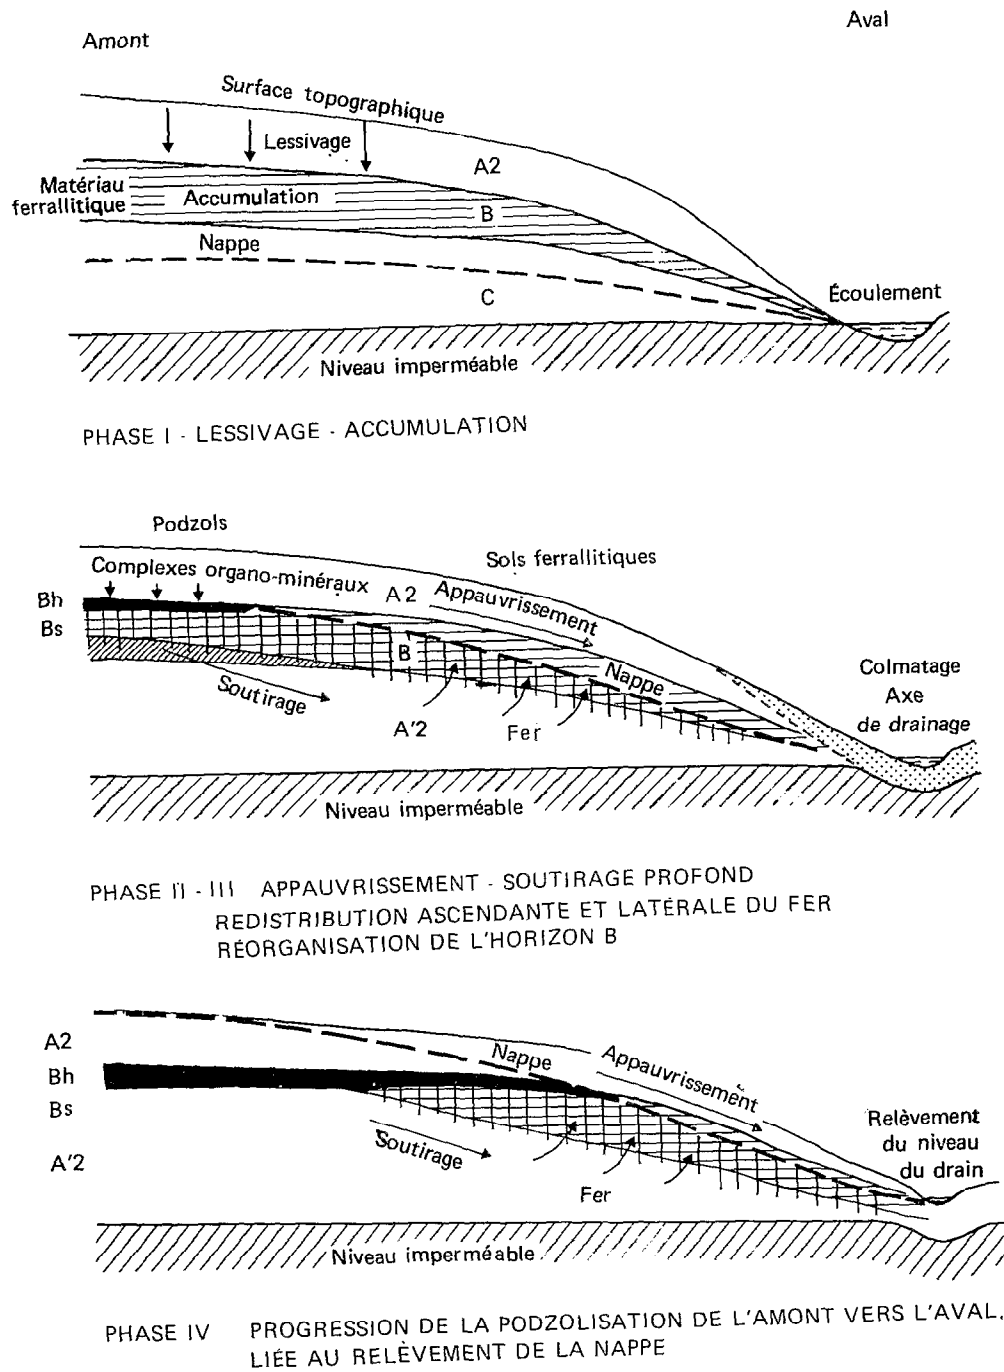 Amont
Aval
Surface topographique
Lessivage
A2
Matériau
ferrallitique
Accumulation
B
Nappe
C
Écoulement
Niveau imperméable
PHASE I - LESSIVAGE - ACCUMULATION
Podzols
Sols ferrallitiques
Complexes organo-minéraux
A2
Appauvrissement
Bh
Bs
B
Nappe
Soutirage
A'2
Fer
Colmatage
Axe
de drainage
Niveau imperméable
PHASE II - III APPAUVRISSEMENT - SOUTIRAGE PROFOND
REDISTRIBUTION ASCENDANTE ET LATÉRALE DU FER
RÉORGANISATION DE L'HORIZON B
A2
Nappe
Appauvrissement
Bh
Bs
Soutirage
A'2
Fer
Relèvement
du niveau
du drain
Niveau imperméable
PHASE IV PROGRESSION DE LA PODZOLISATION DE L'AMONT VERS L'AVAL.
LIÉE AU RELÈVEMENT DE LA NAPPE